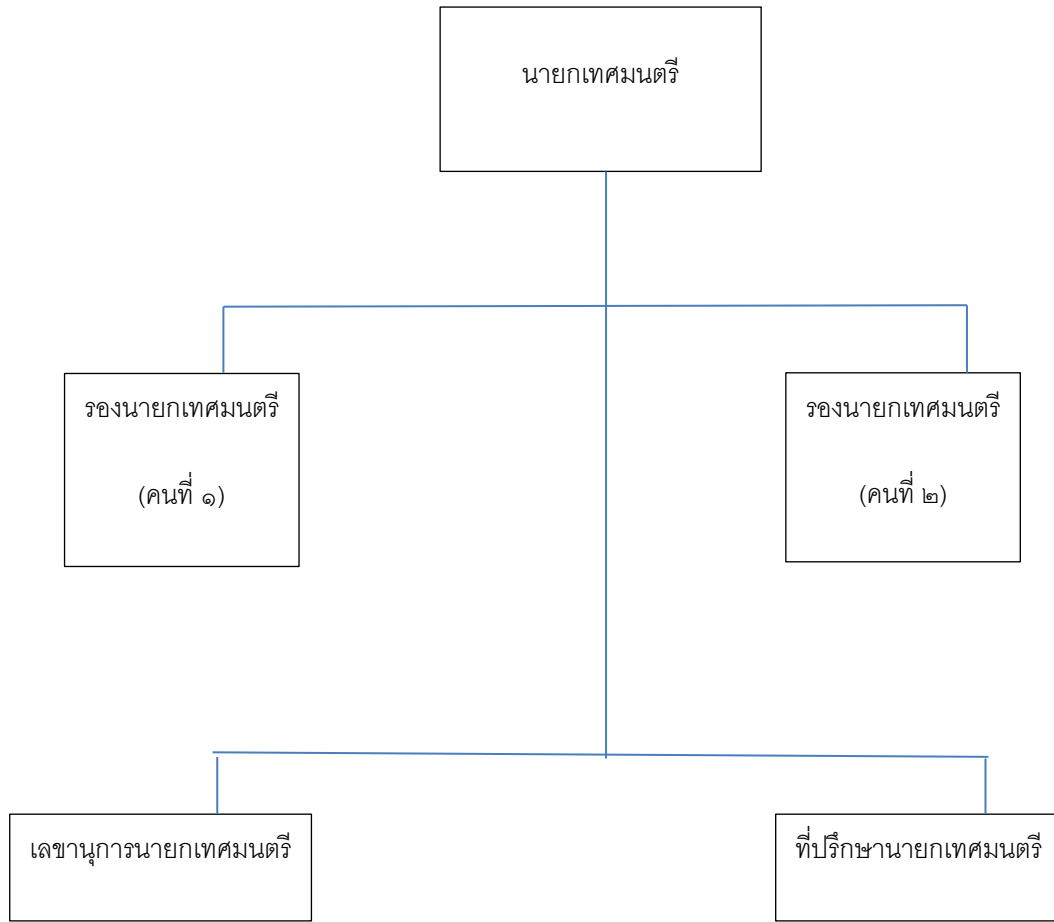 นายกเทศมนตรี
รองนายกเทศมนตรี
(คนที่ ๑)
รองนายกเทศมนตรี
(คนที่ ๒)
เลขานุการนายกเทศมนตรี
ที่ปรึกษานายกเทศมนตรี